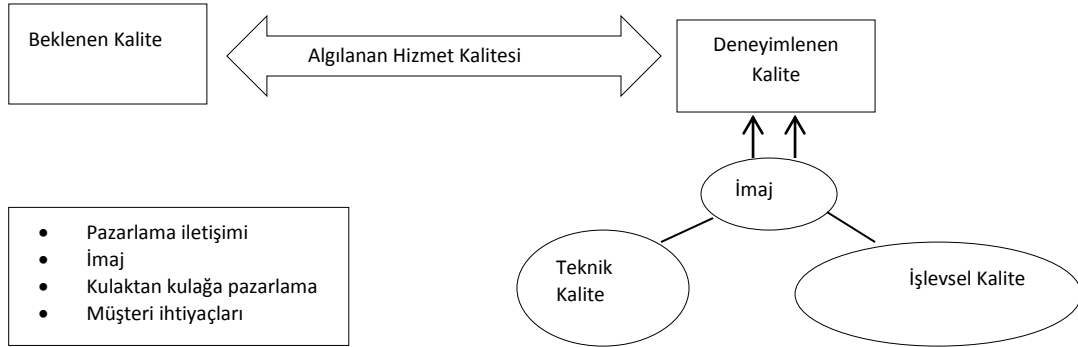 Beklenen Kalite
Algılanan Hizmet Kalitesi
Deneyimlenen
Kalite
İmaj
• Pazarlama iletişimi
• İmaj
• Kulaktan kulağa pazarlama
• Müşteri ihtiyaçları
Teknik
Kalite
İşlevsel Kalite